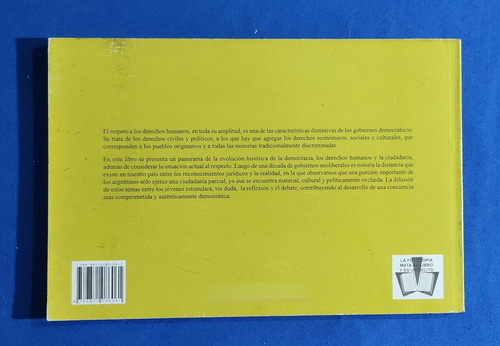 El respeto a los derechos humanos, en toda su amplitud, es una de las características distintivas de los gobiernos democráticos.
Se trata de los derechos civiles y políticos, a los que hay que agregar los derechos económicos, sociales y culturales, que
corresponden a los pueblos originarios y a todas las minorías tradicionalmente discriminadas.
En este libro se presenta un panorama de la evolución histórica de la democracia, los derechos humanos y la ciudadanía,
además de considerar la situación actual al respecto. Luego de una década de gobiernos neoliberales es notoria la distancia que
existe en nuestro país entre los reconocimientos jurídicos y la realidad, en la que observamos que una porción importante de
los argentinos sólo ejerce una ciudadanía parcial, ya que se encuentra material, cultural y políticamente excluida. La difusión
de estos temas entre los jóvenes estimulará, sin duda, la reflexión y el debate, contribuyendo al desarrollo de una conciencia
más comprometida y auténticamente democrática.
LA FOTOCOPIA
MATA AL LIBRO
Y ES UN DELITO